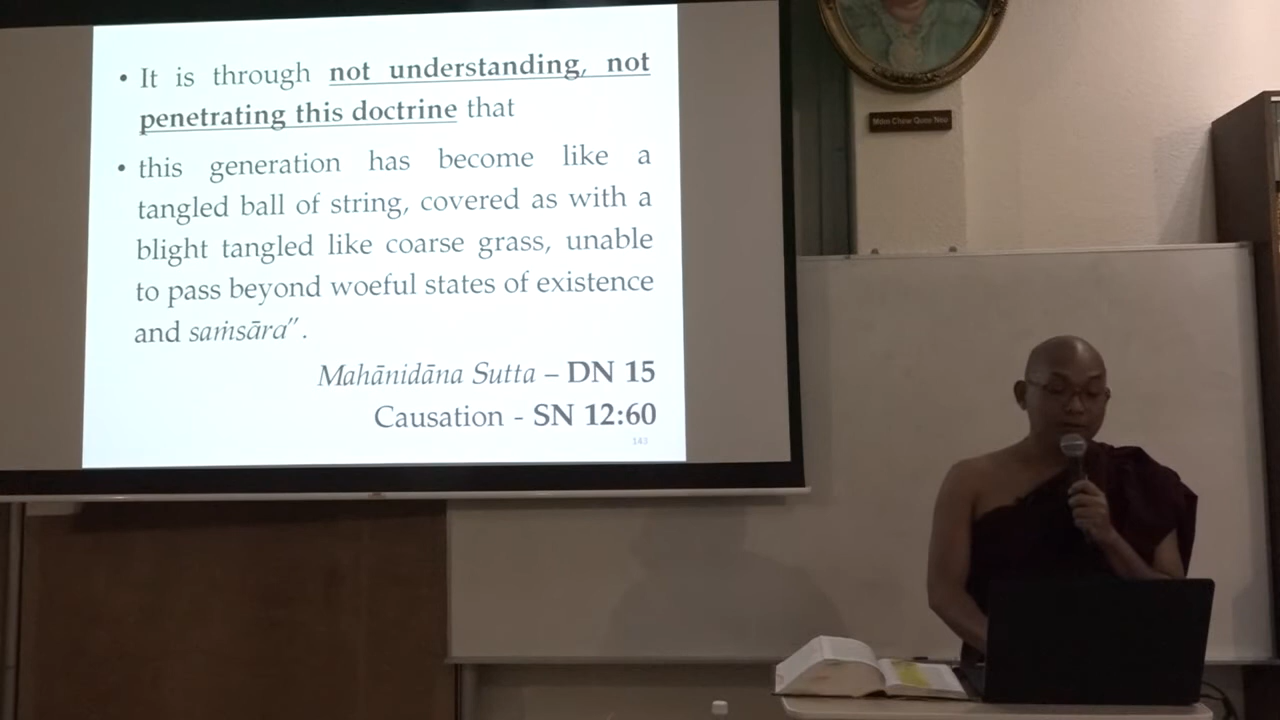 • It is through not understanding, not
penetrating this doctrine that
• this generation has become like a
tangled ball of string, covered as with a
blight tangled like coarse grass, unable
to pass beyond woeful states of existence
and saṁsāra”.
Mahānidāna Sutta – DN 15
Causation - SN 12:60
143